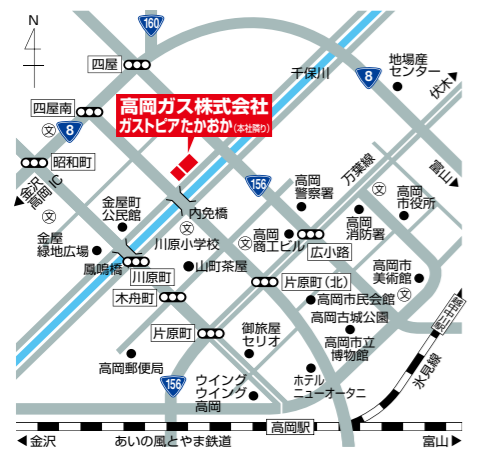 N
160
四屋
千保川
8
地場産
センター
伏木
四屋南
高岡ガス株式会社
ガストピアたかおか(本社隣り)
文
8
昭和町
金沢
高岡IC
156
万葉線
富山
高岡
警察署
文
高岡
市役所
高岡
消防署
文
金屋町
公民館
内免橋
文
川原小学校
文
高岡
商工ビル
広小路
金屋
緑地広場
鳳鳴橋
川原町
山町茶屋
片原町(北)
高岡市
美術館
文
木舟町
高岡市民会館
高岡古城公園
片原町
御旅屋
セリオ
高岡市立
博物館
氷見線
高岡郵便局
156
ウイング
ウイング
高岡
ホテル
ニューオータニ
高岡駅
金沢
あいの風とやま鉄道
富山